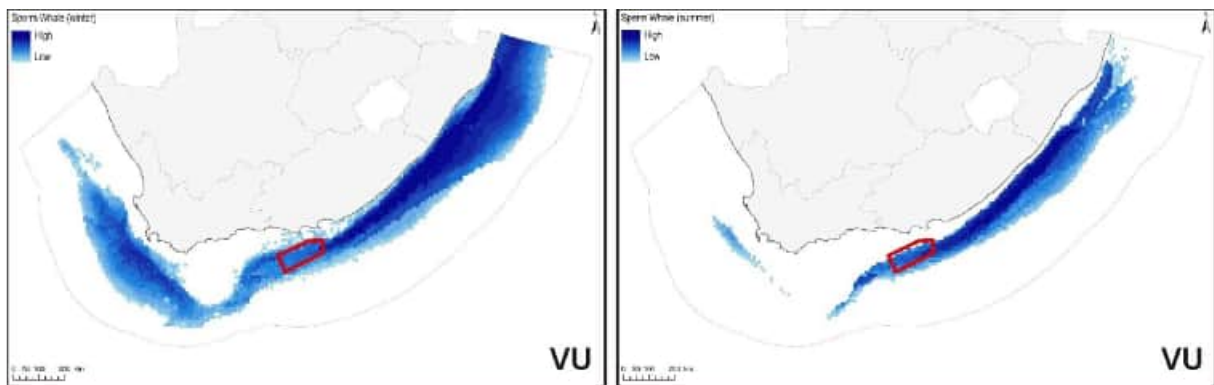 Sperm Whale (winter)
High
Low
A
VU
Sperm Whale (summer)
High
Low
A
VU